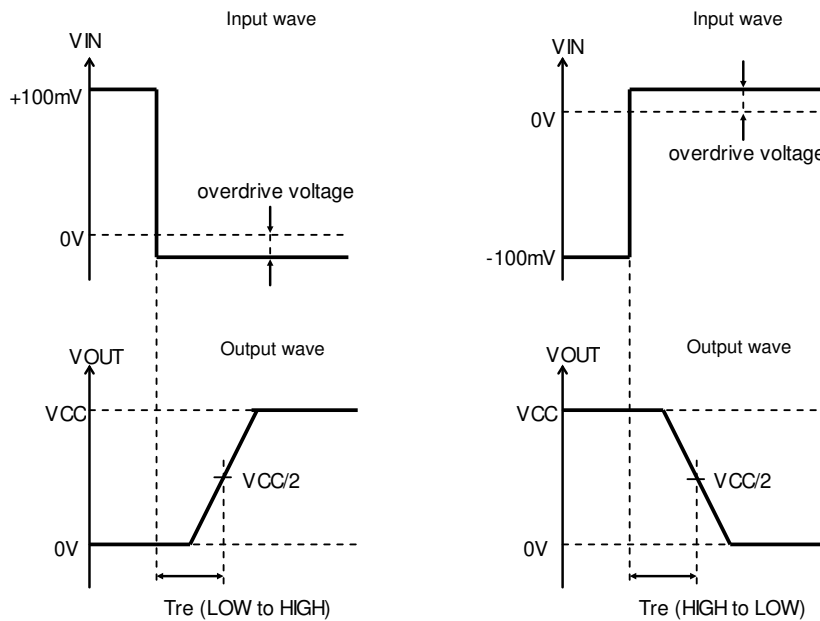 Input wave
VIN
+100mV
overdrive voltage
0V
Output wave
VOUT
VCC
VCC/2
0V
Tre (LOW to HIGH)
Input wave
VIN
0V
overdrive voltage
-100mV
Output wave
VOUT
VCC
VCC/2
0V
Tre (HIGH to LOW)